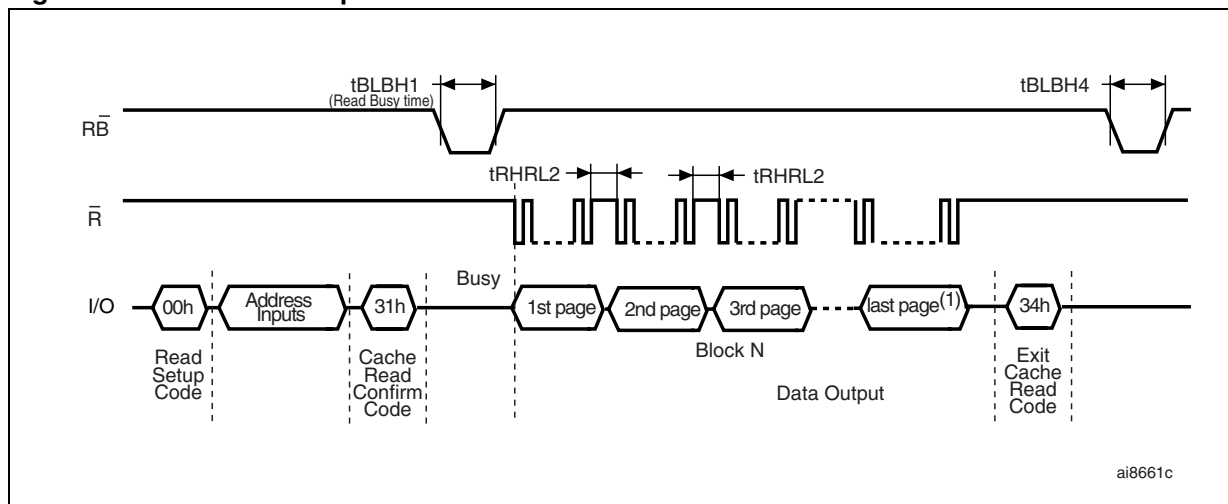 tBLBH1
(Read Busy time)
tBLBH4
RB̅
tRHRL2
tRHRL2
R̅
Busy
I/O
00h
Address
Inputs
31h
1st page
2nd page
3rd page
last page(1)
34h
Block N
Read
Setup
Code
Cache
Read
Confirm
Code
Exit
Cache
Read
Code
Data Output
ai8661c